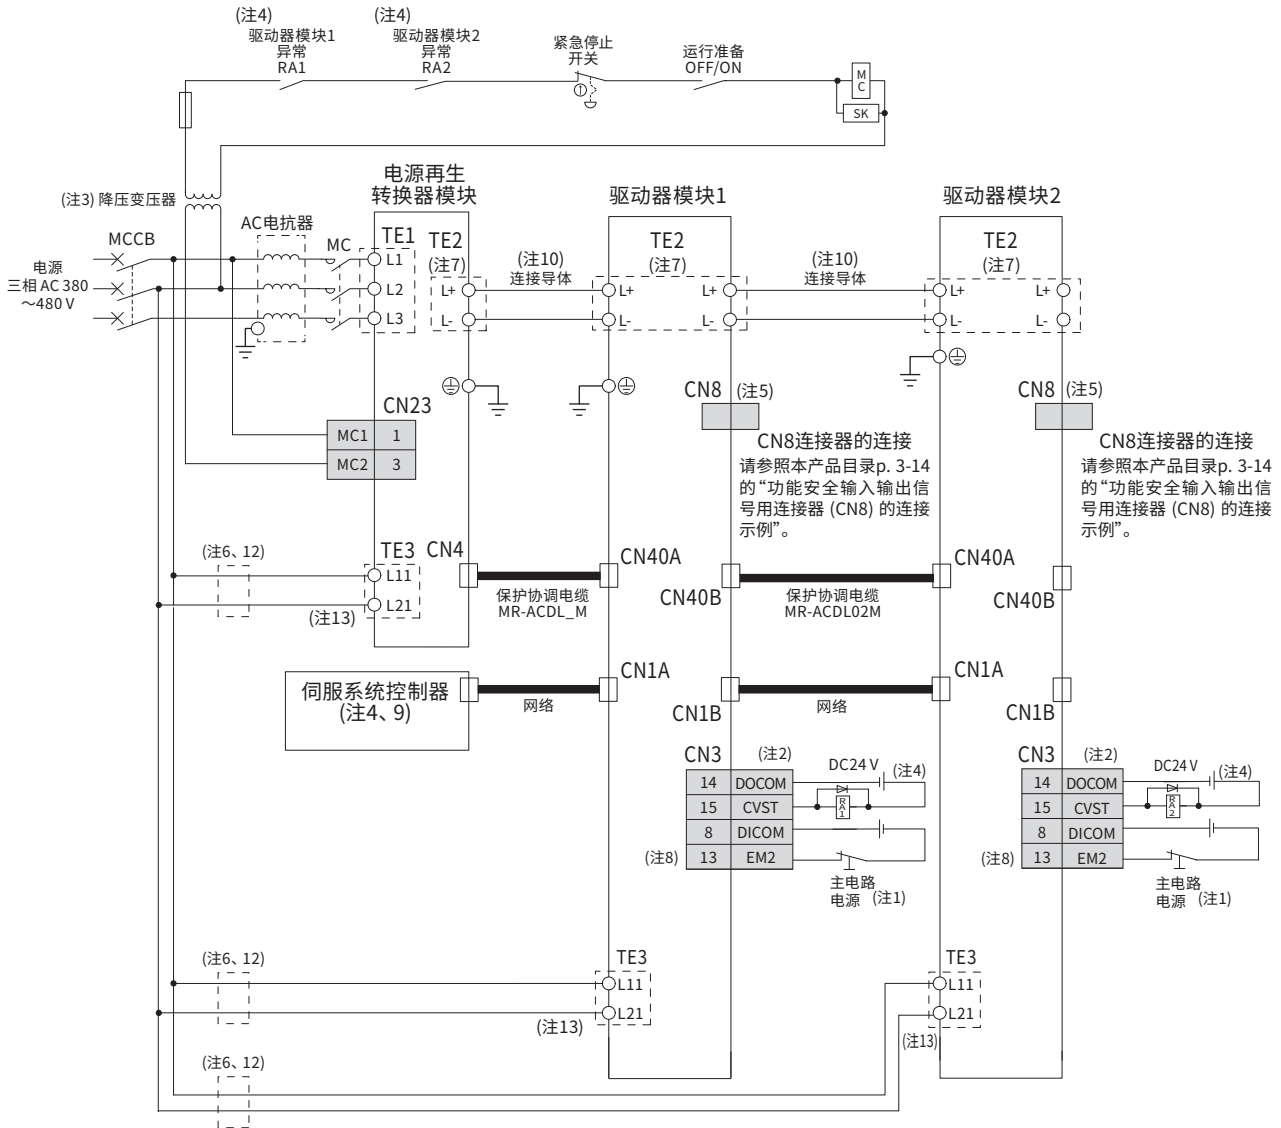 (注4)
驱动器模块1
异常
RA1
(注4)
驱动器模块2
异常
RA2
紧急停止
开关
运行准备
OFF/ON
MC
SK
(注3) 降压变压器
电源再生
转换器模块
驱动器模块1
驱动器模块2
MCCB
AC电抗器
MC
TE1
TE2
(注7)
(注10)
连接导体
TE2
(注7)
(注10)
连接导体
TE2
(注7)
电源
三相 AC 380
～480 V
L1
L2
L3
L+
L-
L+
L-
L+
L-
L+
L-
L+
L-
CN23
MC1 1
MC2 3
CN8 (注5)
CN8连接器的连接
请参照本产品目录p. 3-14
的“功能安全输入输出信
号用连接器 (CN8) 的连接
示例”。
CN8 (注5)
CN8连接器的连接
请参照本产品目录p. 3-14
的“功能安全输入输出信
号用连接器 (CN8) 的连接
示例”。
(注6、12)
TE3
L11
L21
(注13)
CN4
保护协调电缆
MR-ACDL_M
CN40A
CN40B
保护协调电缆
MR-ACDL02M
CN40A
CN40B
伺服系统控制器
(注4、9)
网络
CN1A
CN1B
网络
CN1A
CN1B
CN3 (注2)
14 DOCOM
15 CVST
8 DICOM
(注8) 13 EM2
DC24 V (注4)
RA1
主电路
电源 (注1)
CN3 (注2)
14 DOCOM
15 CVST
8 DICOM
(注8) 13 EM2
DC24 V (注4)
RA2
主电路
电源 (注1)
(注6、12)
TE3
L11
L21
(注13)
TE3
L11
L21
(注13)
(注6、12)